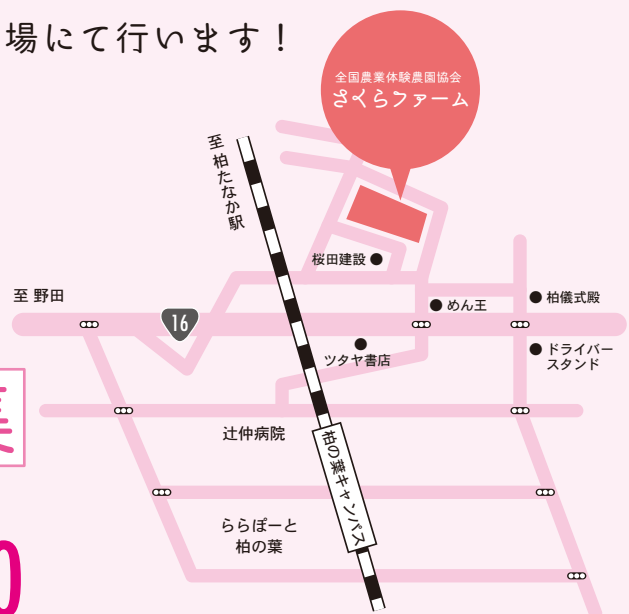 場にて行います！
全国農業体験農園協会
さくらファーム
至 柏たなか駅
桜田建設
至 野田
16
めん王
柏儀式殿
ツタヤ書店
ドライバー
スタンド
辻仲病院
柏の葉キャンパス
ららぽーと
柏の葉
0